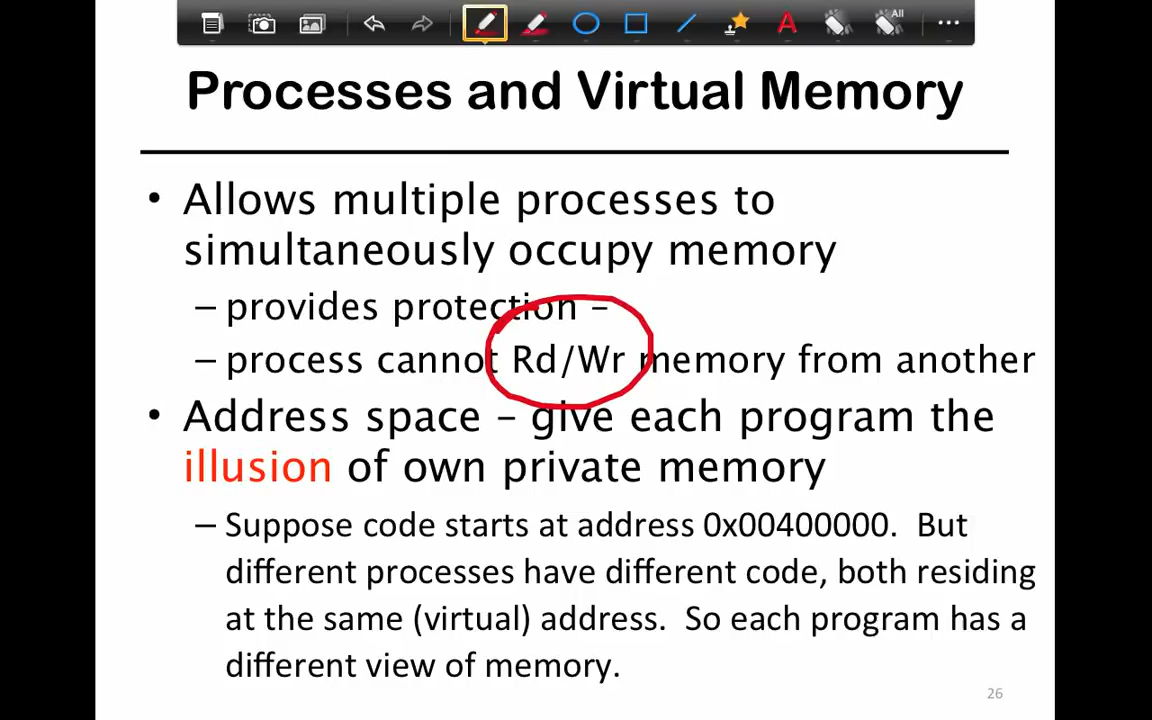 All
A
Processes and Virtual Memory
• Allows multiple processes to
simultaneously occupy memory
– provides protection –
– process cannot Rd/Wr memory from another
• Address space – give each program the
illusion of own private memory
– Suppose code starts at address 0x00400000.  But
different processes have different code, both residing
at the same (virtual) address.  So each program has a
different view of memory.
26